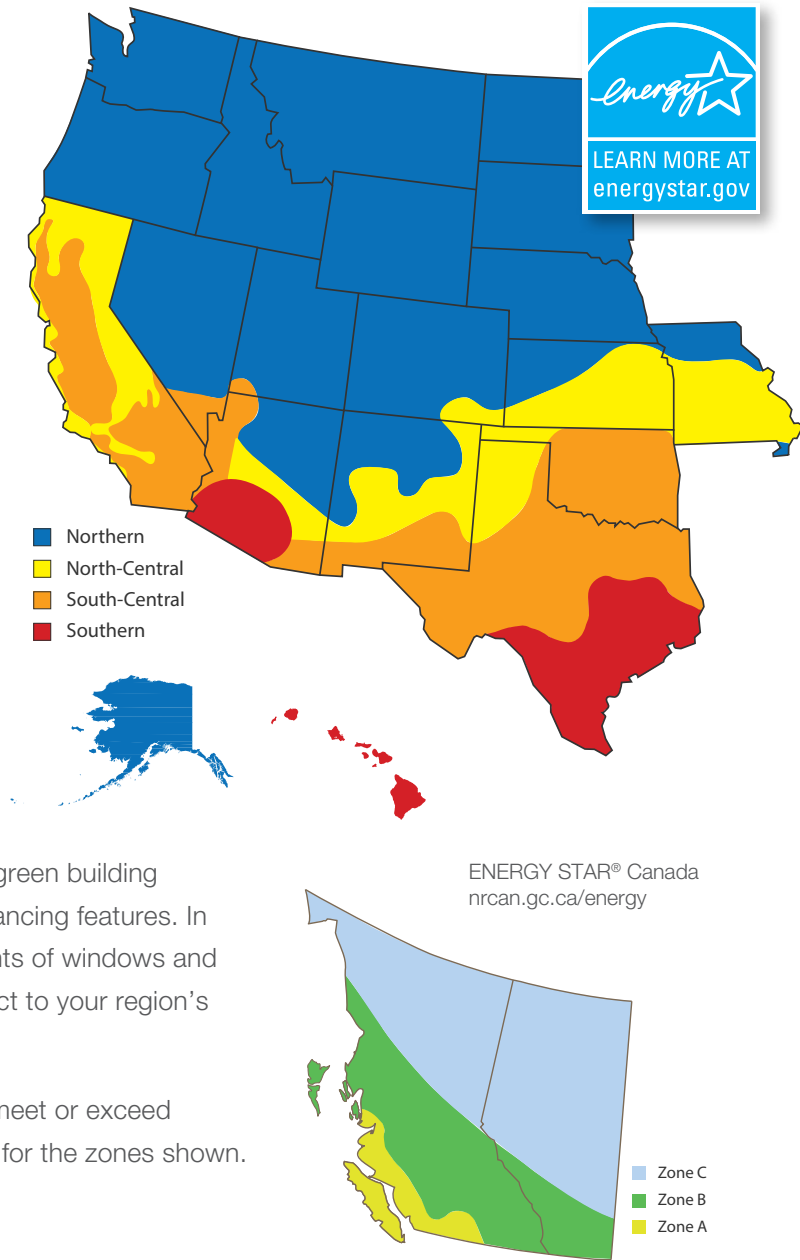 energy
LEARN MORE AT
energystar.gov
Northern
North-Central
South-Central
Southern
green building
ancing features. In
ts of windows and
ct to your region's
meet or exceed
for the zones shown.
ENERGY STAR® Canada
nrcan.gc.ca/energy
Zone C
Zone B
Zone A